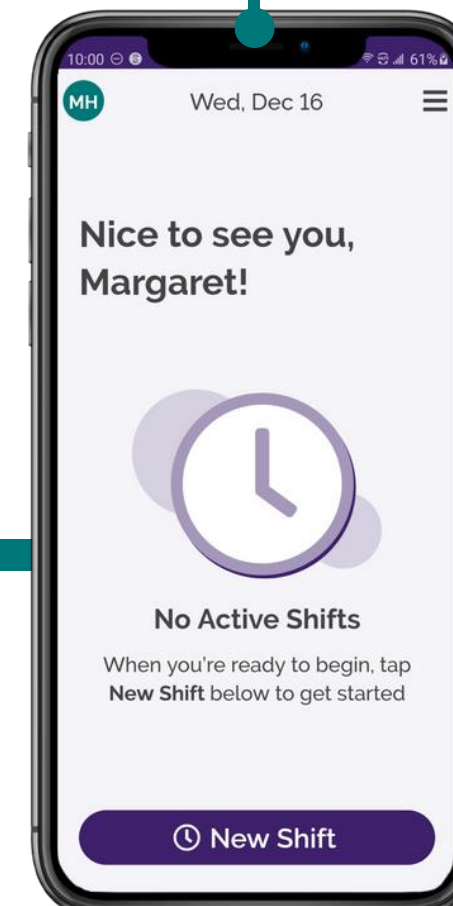 10:00 61%
MH Wed, Dec 16
Nice to see you,
Margaret!
No Active Shifts
When you're ready to begin, tap
New Shift below to get started
New Shift